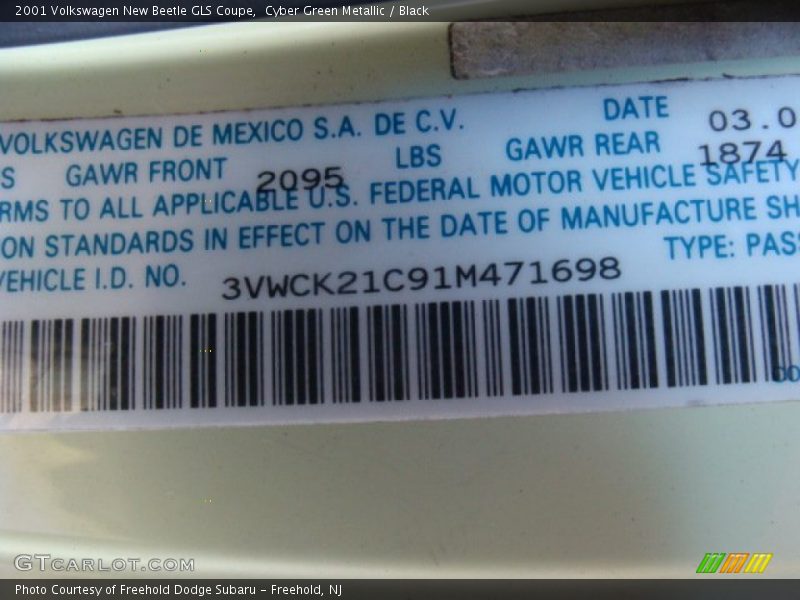 2001 Volkswagen New Beetle GLS Coupe, Cyber Green Metallic / Black
VOLKSWAGEN DE MEXICO S.A. DE C.V. DATE 03.0
S GAWR FRONT 2095 LBS GAWR REAR 1874
RMS TO ALL APPLICABLE U.S. FEDERAL MOTOR VEHICLE SAFETY
ON STANDARDS IN EFFECT ON THE DATE OF MANUFACTURE SH
VEHICLE I.D. NO. 3VWCK21C91M471698 TYPE: PAS
GTCARLOT.COM
Photo Courtesy of Freehold Dodge Subaru - Freehold, NJ